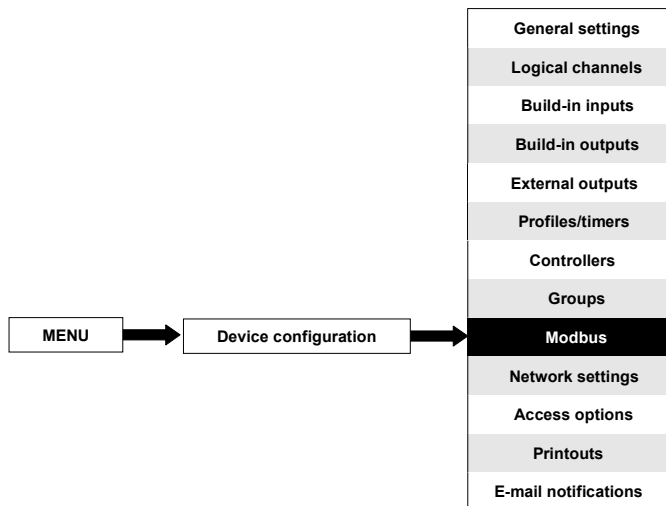 General settings
Logical channels
Build-in inputs
Build-in outputs
External outputs
Profiles/timers
Controllers
Groups
MENU
Device configuration
Modbus
Network settings
Access options
Printouts
E-mail notifications